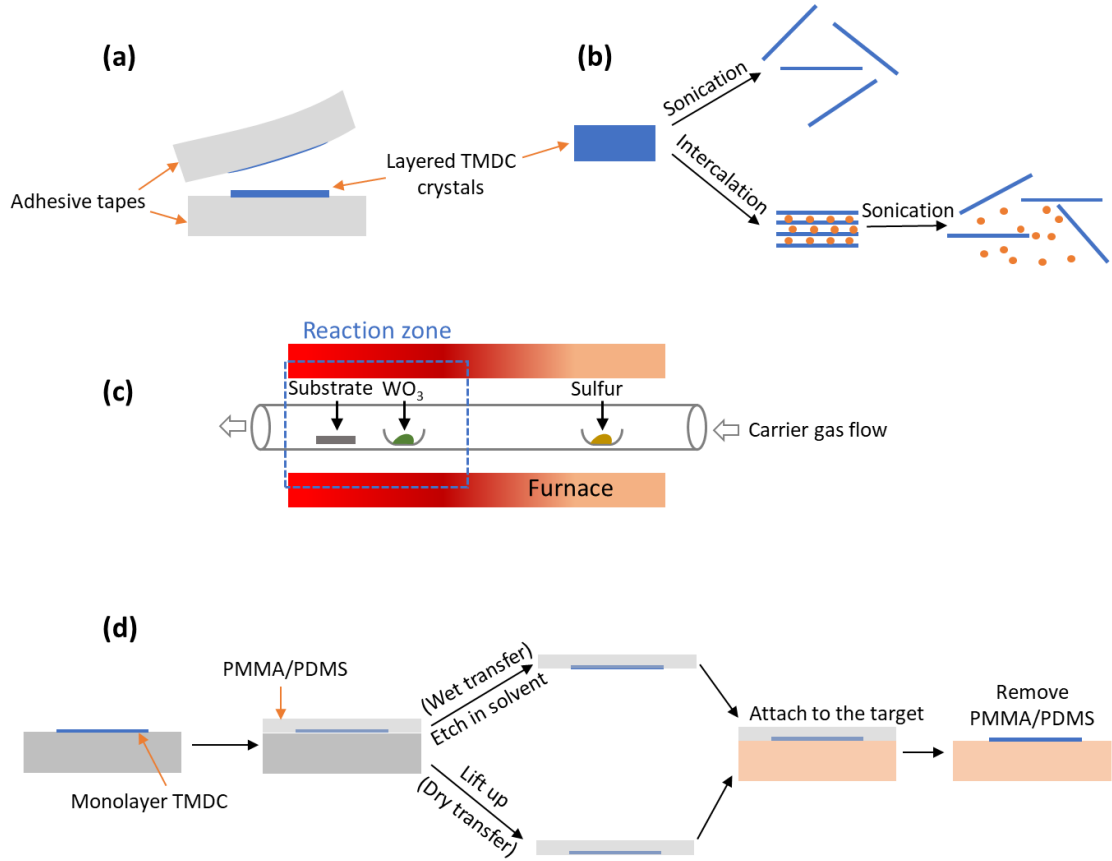 (a)
Adhesive tapes
Layered TMDC
crystals
(b)
Sonication
Intercalation
Sonication
(c)
Reaction zone
Substrate
WO₃
Sulfur
Carrier gas flow
Furnace
(d)
PMMA/PDMS
Monolayer TMDC
(Wet transfer)
Etch in solvent
Lift up
(Dry transfer)
Attach to the target
Remove
PMMA/PDMS